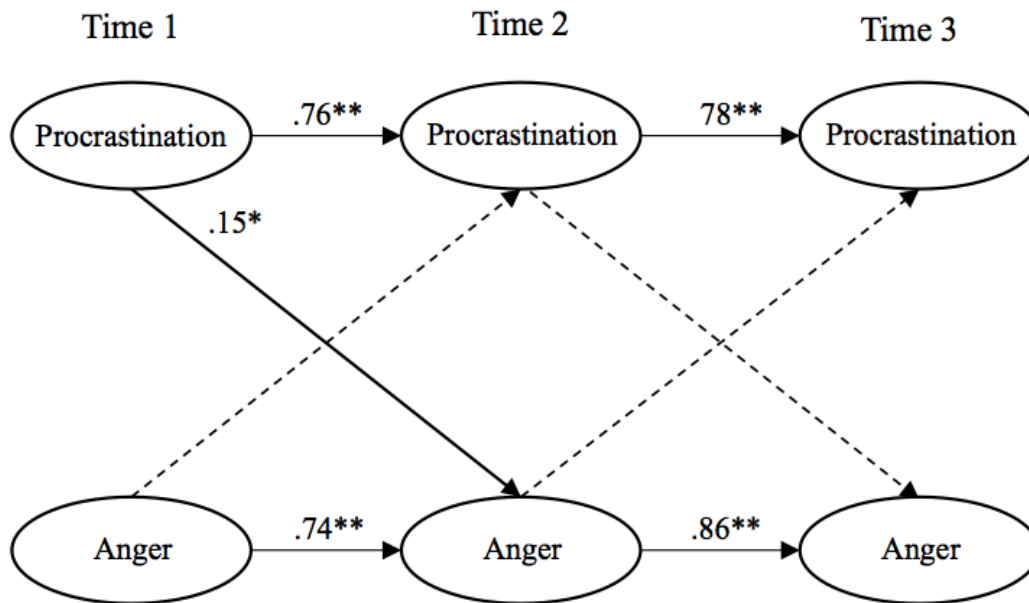 Time 1
Time 2
Time 3
Procrastination
.76**
Procrastination
78**
Procrastination
.15*
Anger
.74**
Anger
.86**
Anger